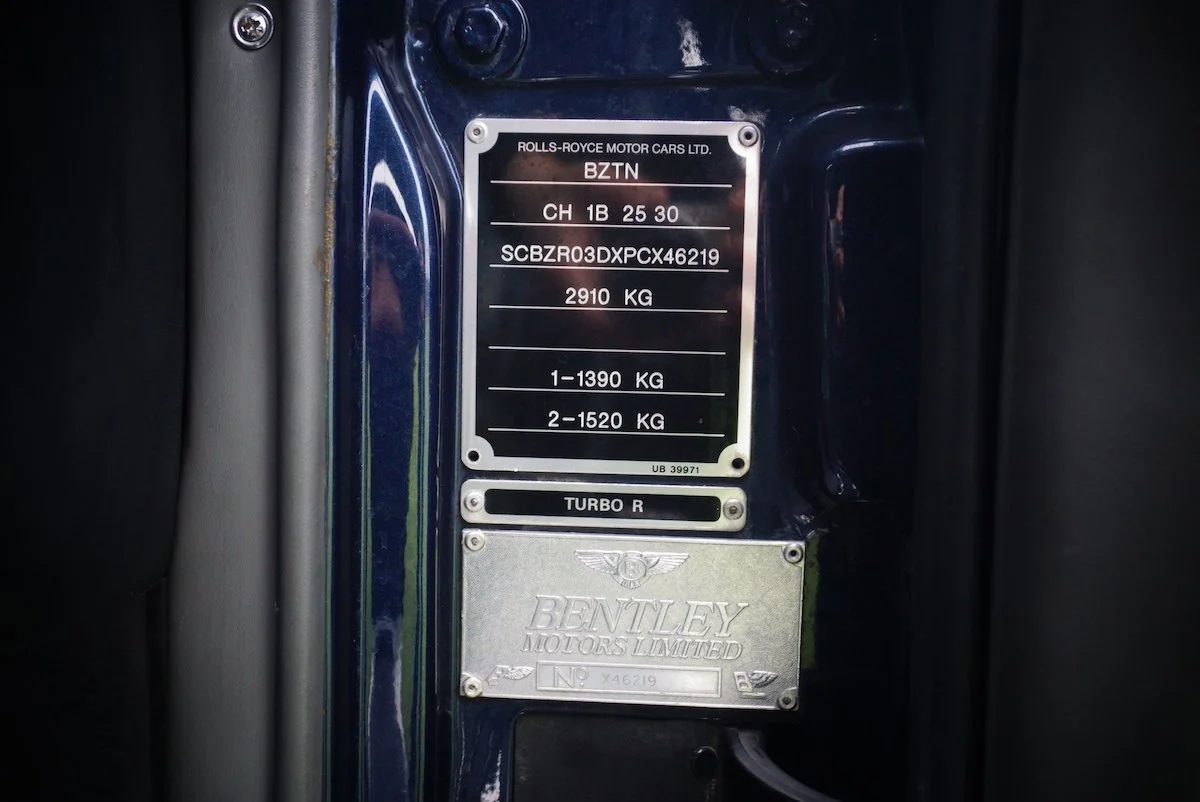 ROLLS-ROYCE MOTOR CARS LTD.
BZTN
CH 1B 25 30
SCBZR03DXPCX46219
2910 KG
1-1390 KG
2-1520 KG
UB 39971
TURBO R
B
BENTLEY
MOTORS LIMITED
B
Nº X46219
B